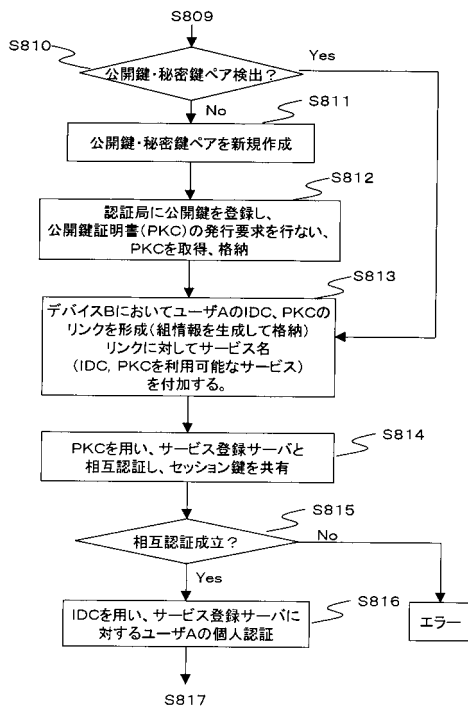 S809
S810
公開鍵・秘密鍵ペア検出？
Yes
No
S811
公開鍵・秘密鍵ペアを新規作成
S812
認証局に公開鍵を登録し、
公開鍵証明書(PKC)の発行要求を行ない、
PKCを取得、格納
S813
デバイスBにおいてユーザAのIDC、PKCの
リンクを形成(組情報を生成して格納)
リンクに対してサービス名
(IDC, PKCを利用可能なサービス)
を付加する。
S814
PKCを用い、サービス登録サーバと
相互認証し、セッション鍵を共有
S815
相互認証成立？
No
Yes
S816
IDCを用い、サービス登録サーバに
対するユーザAの個人認証
エラー
S817